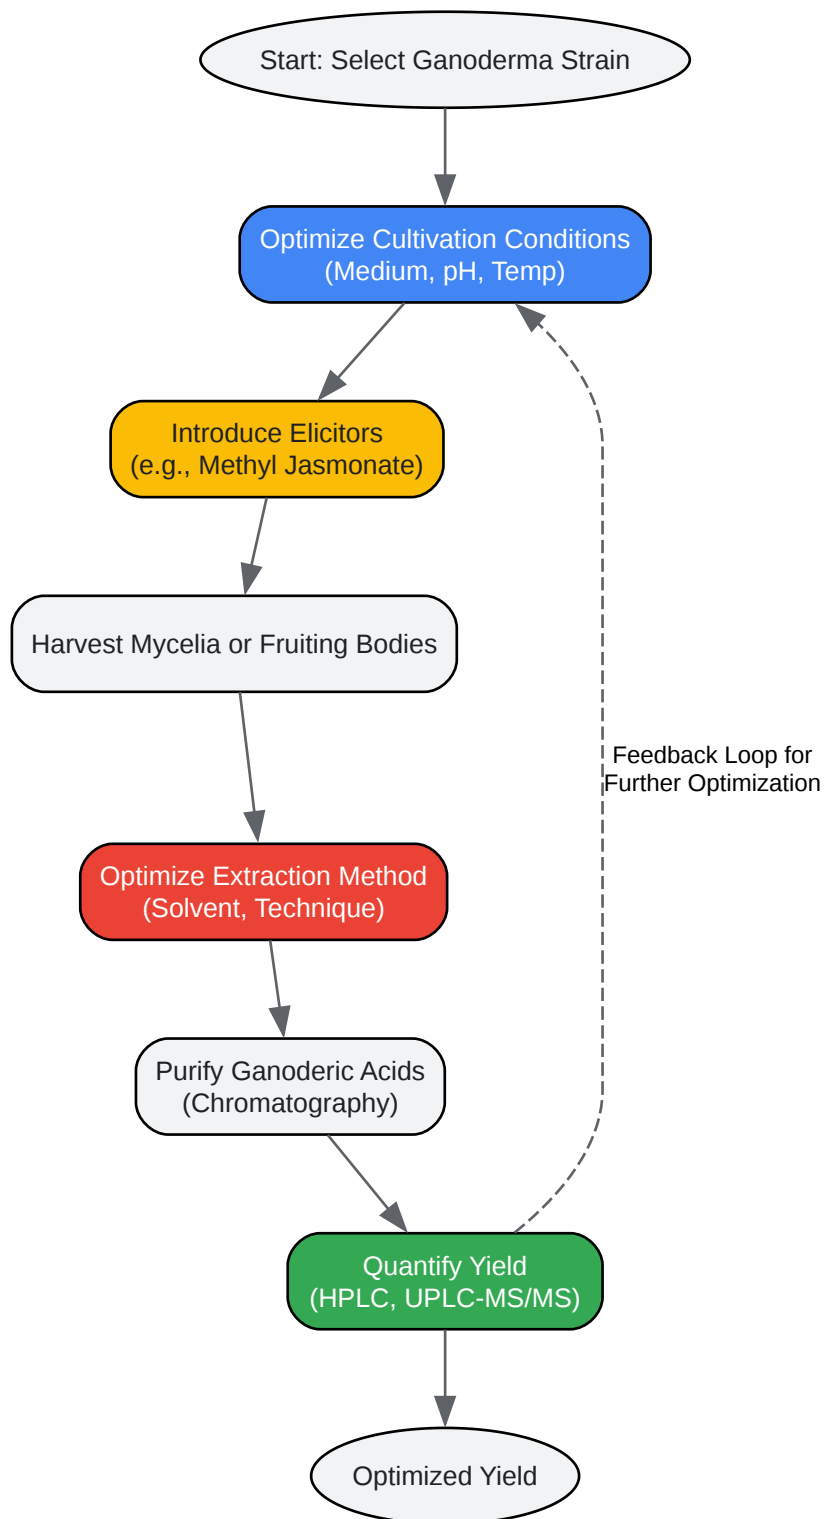 Start: Select Ganoderma Strain
Optimize Cultivation Conditions
(Medium, pH, Temp)
Introduce Elicitors
(e.g., Methyl Jasmonate)
Harvest Mycelia or Fruiting Bodies
Feedback Loop for
Further Optimization
Optimize Extraction Method
(Solvent, Technique)
Purify Ganoderic Acids
(Chromatography)
Quantify Yield
(HPLC, UPLC-MS/MS)
Optimized Yield